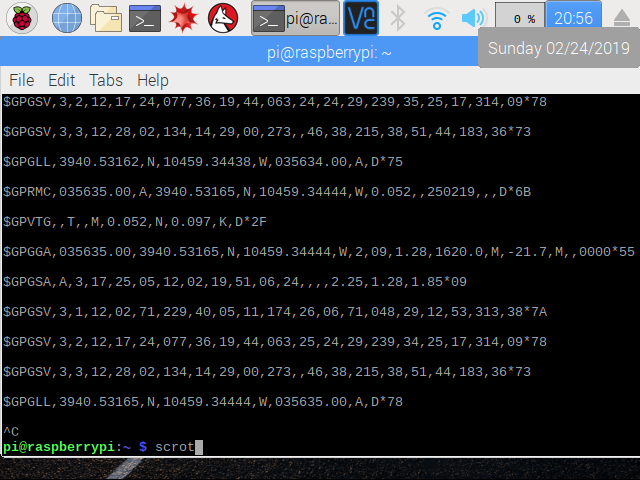 pi@ra...
0 %
20:56
pi@raspberrypi: ~
Sunday 02/24/2019
File Edit Tabs Help
$GPGSV,3,2,12,17,24,077,36,19,44,063,24,24,29,239,35,25,17,314,09*78
$GPGSV,3,3,12,28,02,134,14,29,00,273,,46,38,215,38,51,44,183,36*73
$GPGLL,3940.53162,N,10459.34438,W,035634.00,A,D*75
$GPRMC,035635.00,A,3940.53165,N,10459.34444,W,0.052,,250219,,,D*6B
$GPVTG,,T,,M,0.052,N,0.097,K,D*2F
$GPGGA,035635.00,3940.53165,N,10459.34444,W,2,09,1.28,1620.0,M,-21.7,M,,0000*55
$GPGSA,A,3,17,25,05,12,02,19,51,06,24,,,,2.25,1.28,1.85*09
$GPGSV,3,1,12,02,71,229,40,05,11,174,26,06,71,048,29,12,53,313,38*7A
$GPGSV,3,2,12,17,24,077,36,19,44,063,25,24,29,239,34,25,17,314,09*78
$GPGSV,3,3,12,28,02,134,14,29,00,273,,46,38,215,38,51,44,183,36*73
$GPGLL,3940.53165,N,10459.34444,W,035635.00,A,D*78
^C
pi@raspberrypi:~ $ scrot